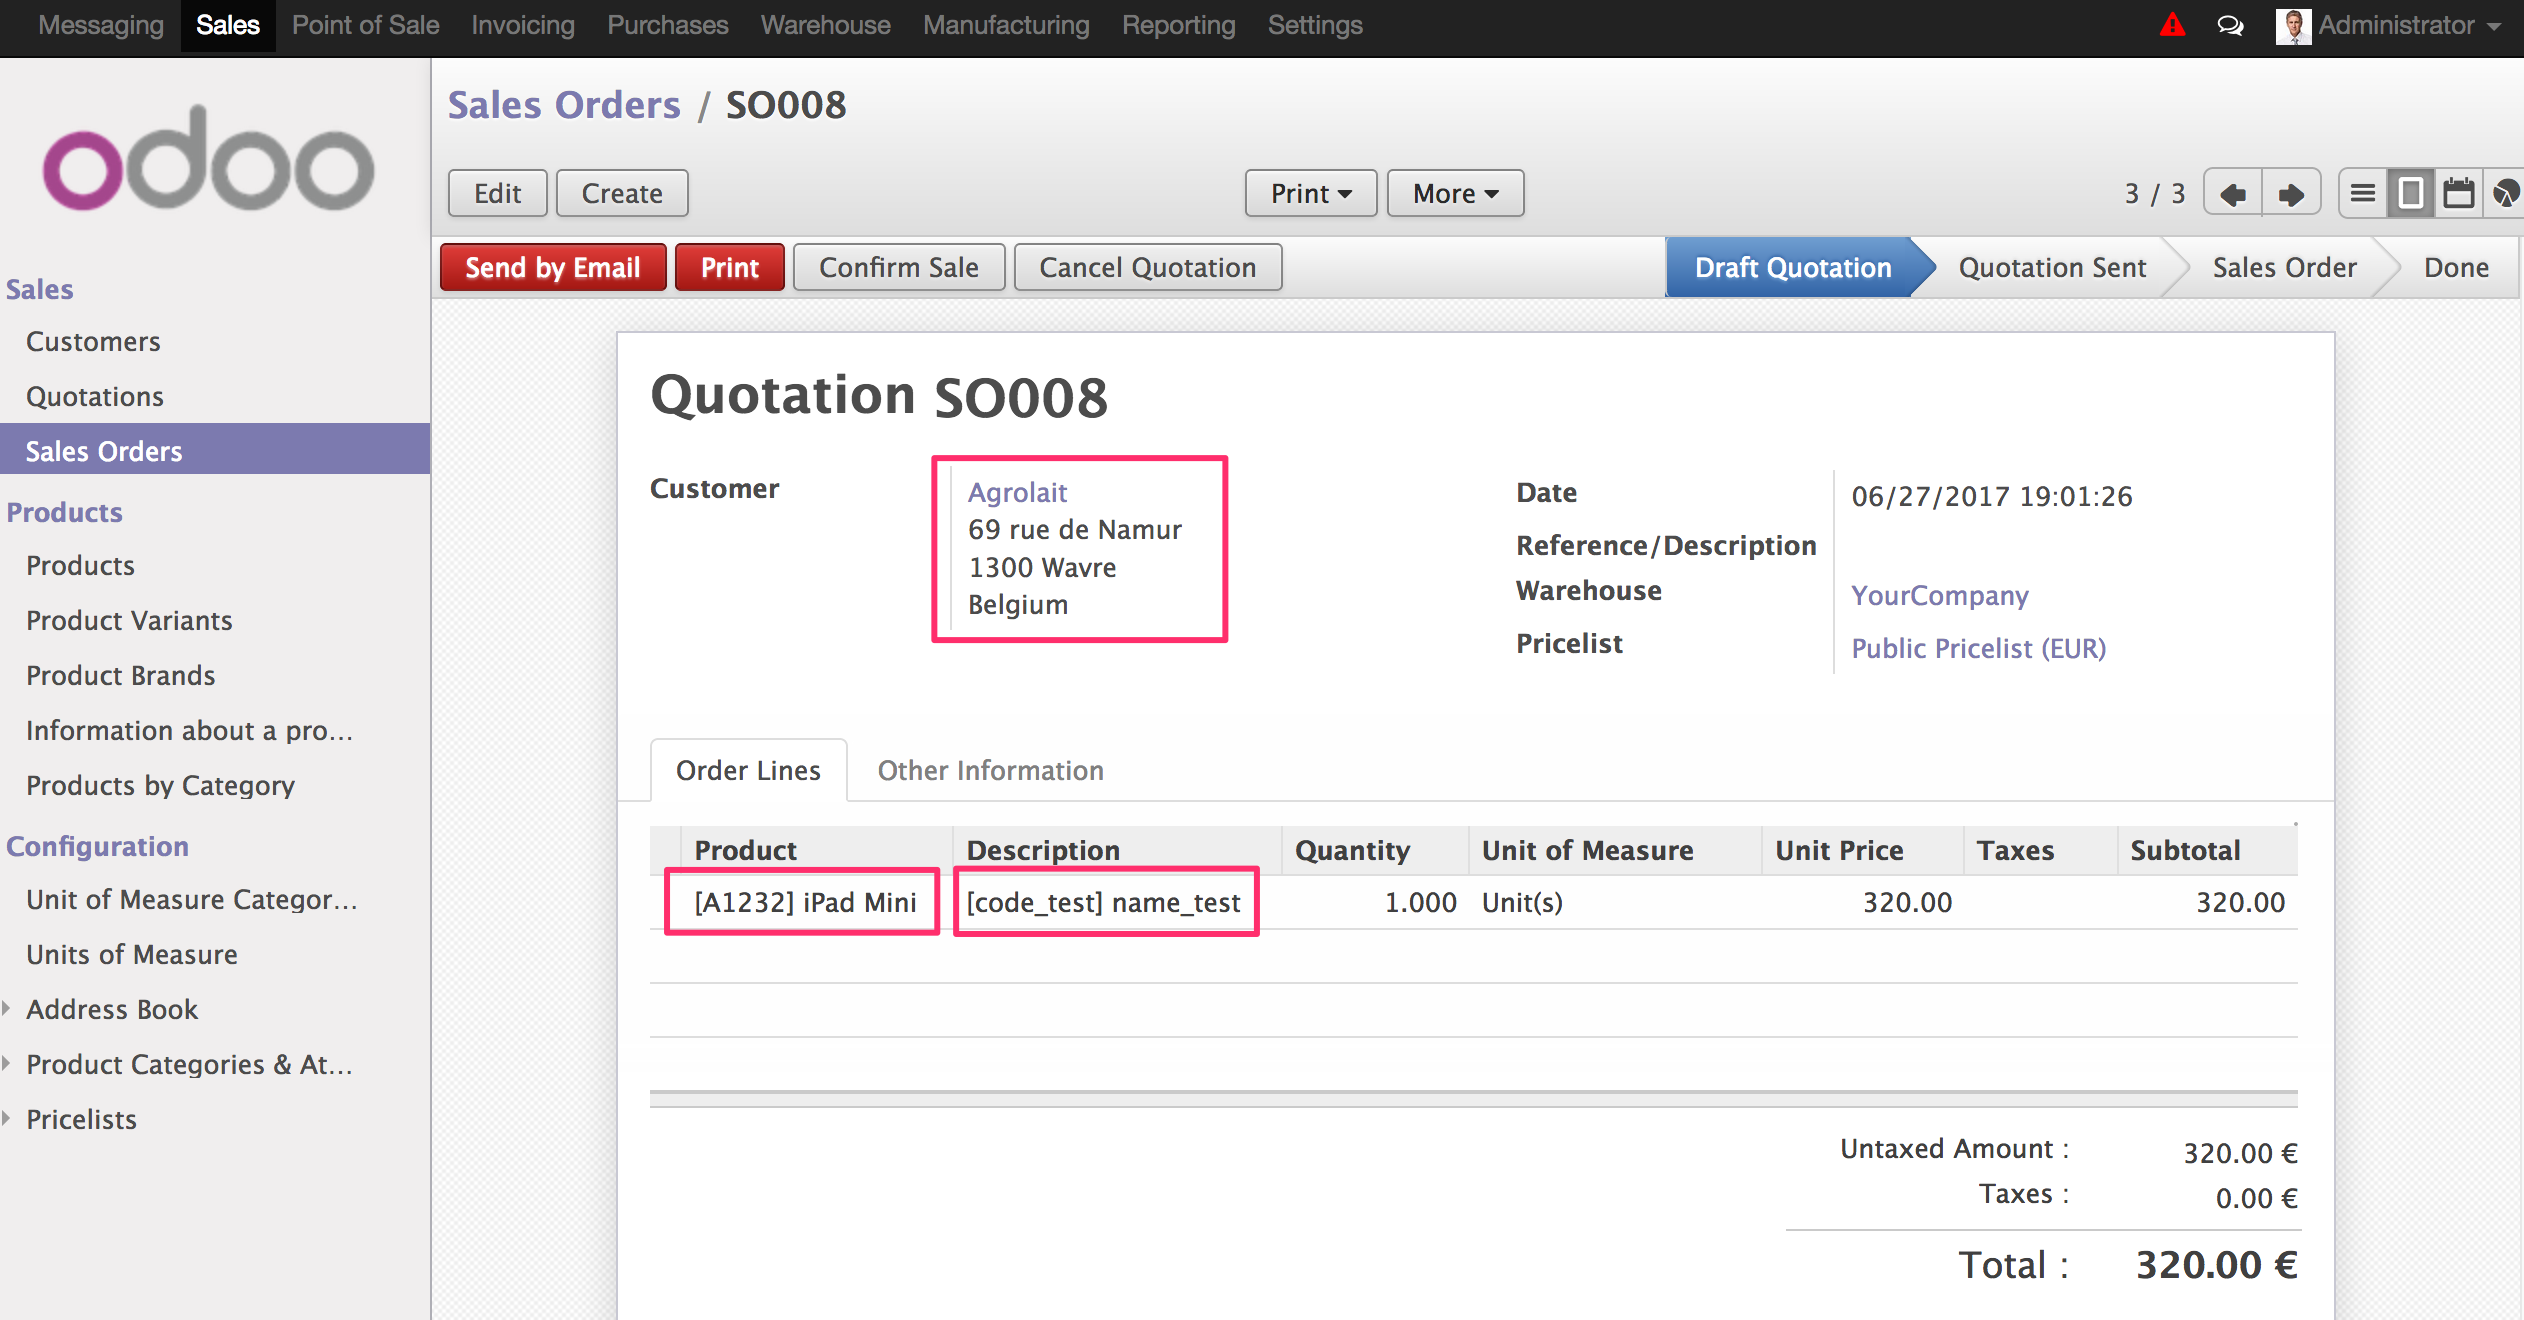 Messaging Sales Point of Sale Invoicing Purchases Warehouse Manufacturing Reporting Settings Administrator
odoo
Sales
Customers
Quotations
Sales Orders
Products
Products
Product Variants
Product Brands
Information about a pro...
Products by Category
Configuration
Unit of Measure Categor...
Units of Measure
Address Book
Product Categories & At...
Pricelists
Sales Orders / SO008
Edit Create Print More 3 / 3
Send by Email Print Confirm Sale Cancel Quotation Draft Quotation Quotation Sent Sales Order Done
Quotation SO008
Customer
Agrolait
69 rue de Namur
1300 Wavre
Belgium
Date 06/27/2017 19:01:26
Reference/Description
Warehouse YourCompany
Pricelist Public Pricelist (EUR)
Order Lines Other Information
Product Description Quantity Unit of Measure Unit Price Taxes Subtotal
[A1232] iPad Mini [code_test] name_test 1.000 Unit(s) 320.00 320.00
Untaxed Amount : 320.00 €
Taxes : 0.00 €
Total : 320.00 €